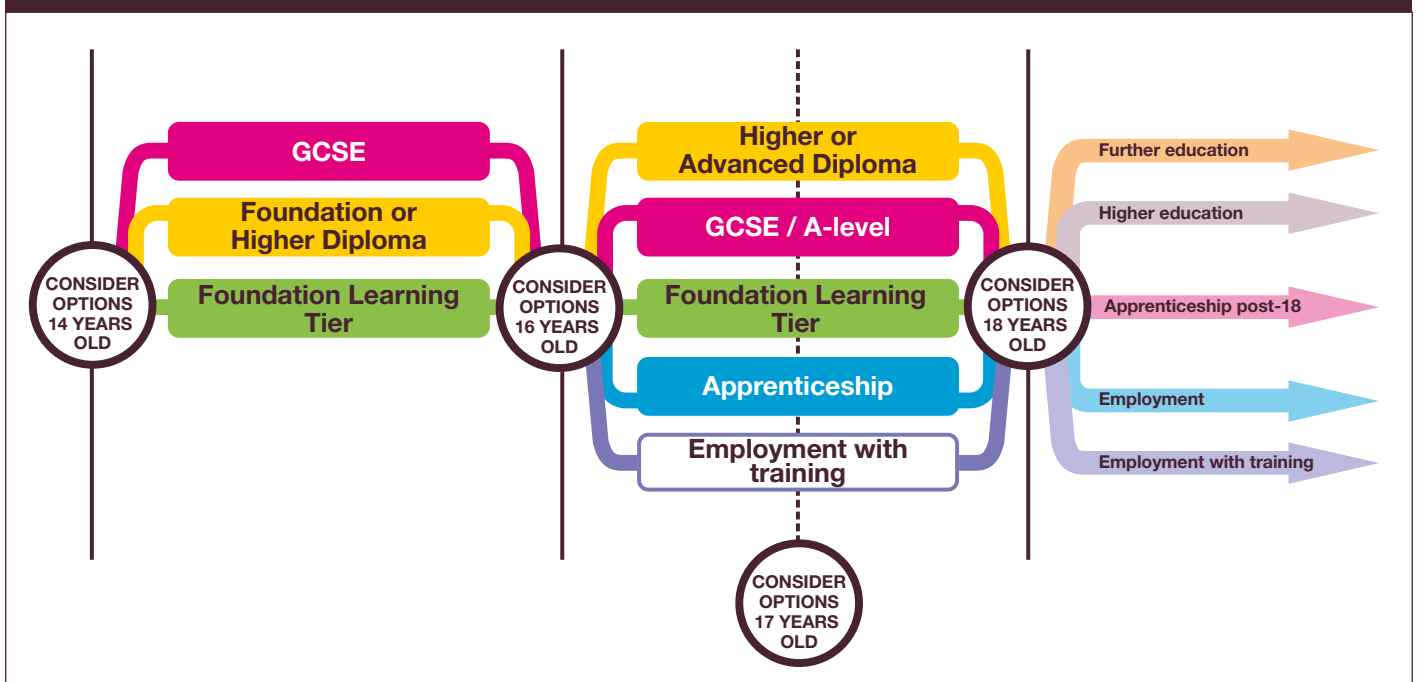 CONSIDER
OPTIONS
14 YEARS
OLD
GCSE
Foundation or
Higher Diploma
Foundation Learning
Tier
CONSIDER
OPTIONS
16 YEARS
OLD
Higher or
Advanced Diploma
GCSE / A-level
Foundation Learning
Tier
Apprenticeship
Employment with
training
CONSIDER
OPTIONS
17 YEARS
OLD
CONSIDER
OPTIONS
18 YEARS
OLD
Further education
Higher education
Apprenticeship post-18
Employment
Employment with training